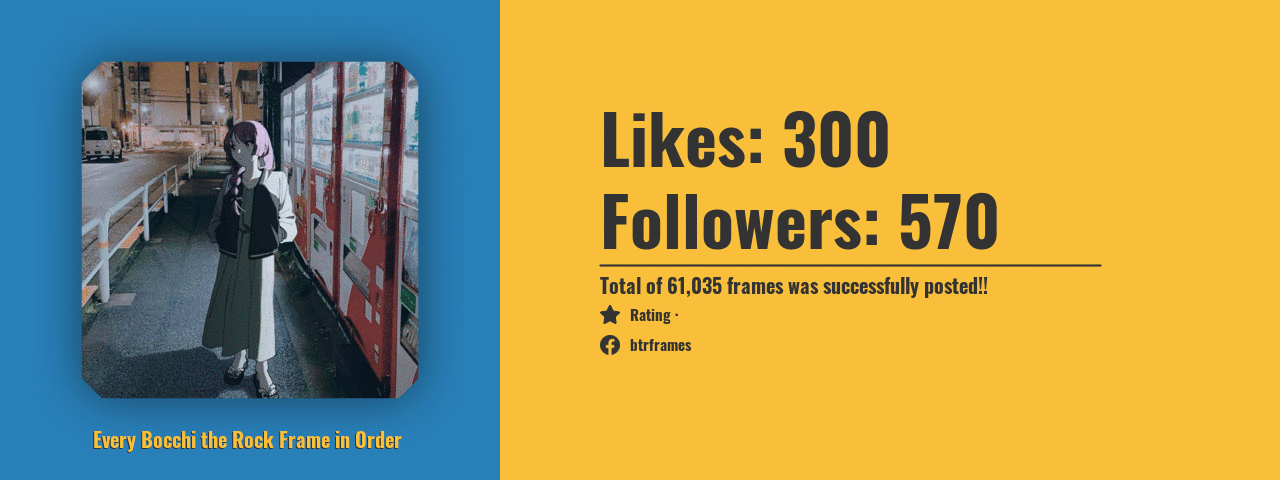 Likes: 300
Followers: 570
Total of 61,035 frames was successfully posted!!
Rating ·
btrframes
Every Bocchi the Rock Frame in Order